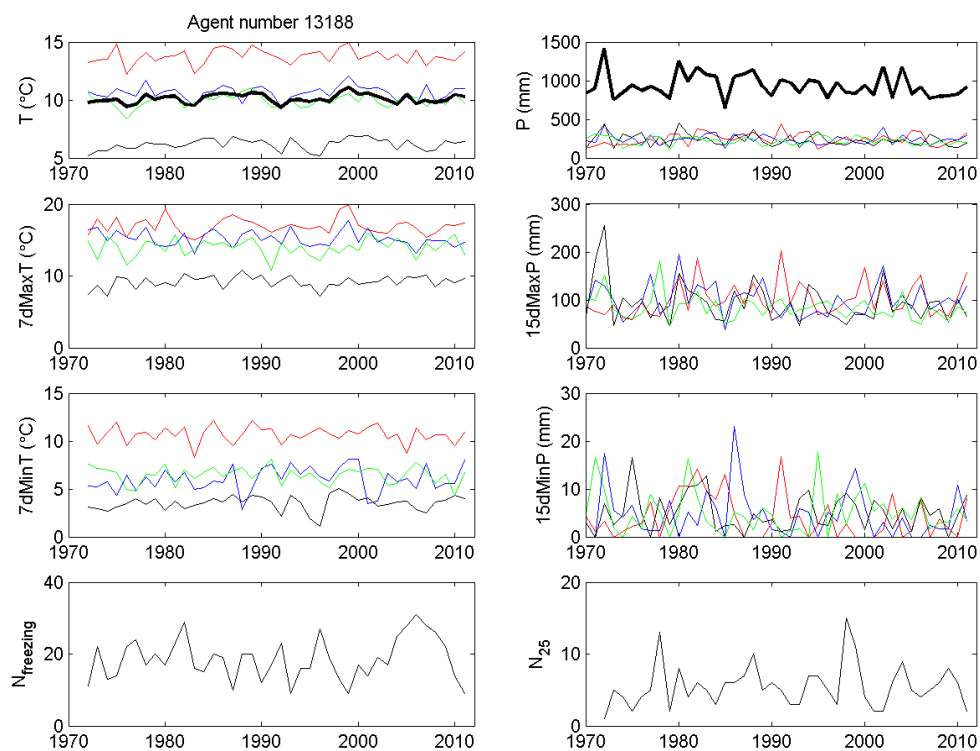 Agent number 13188
T (°C)
15
10
5
1970 1980 1990 2000 2010
P (mm)
1500
1000
500
0
1970 1980 1990 2000 2010
7dMaxT (°C)
20
10
0
1970 1980 1990 2000 2010
15dMaxP (mm)
300
200
100
0
1970 1980 1990 2000 2010
7dMinT (°C)
15
10
5
0
1970 1980 1990 2000 2010
15dMinP (mm)
30
20
10
0
1970 1980 1990 2000 2010
Nfreezing
40
20
0
1970 1980 1990 2000 2010
N25
20
10
0
1970 1980 1990 2000 2010